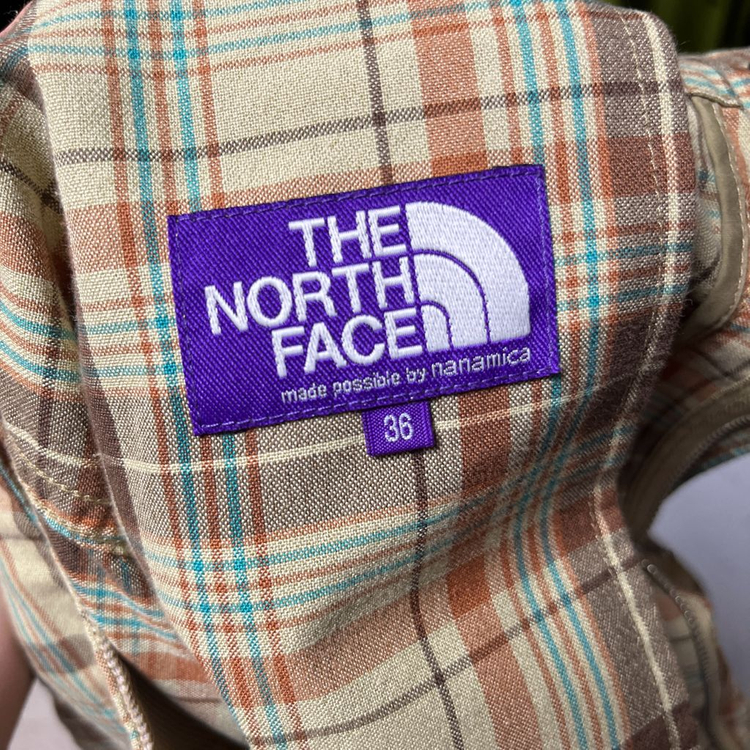 THE
NORTH
FACE
made possible by nanamica
36